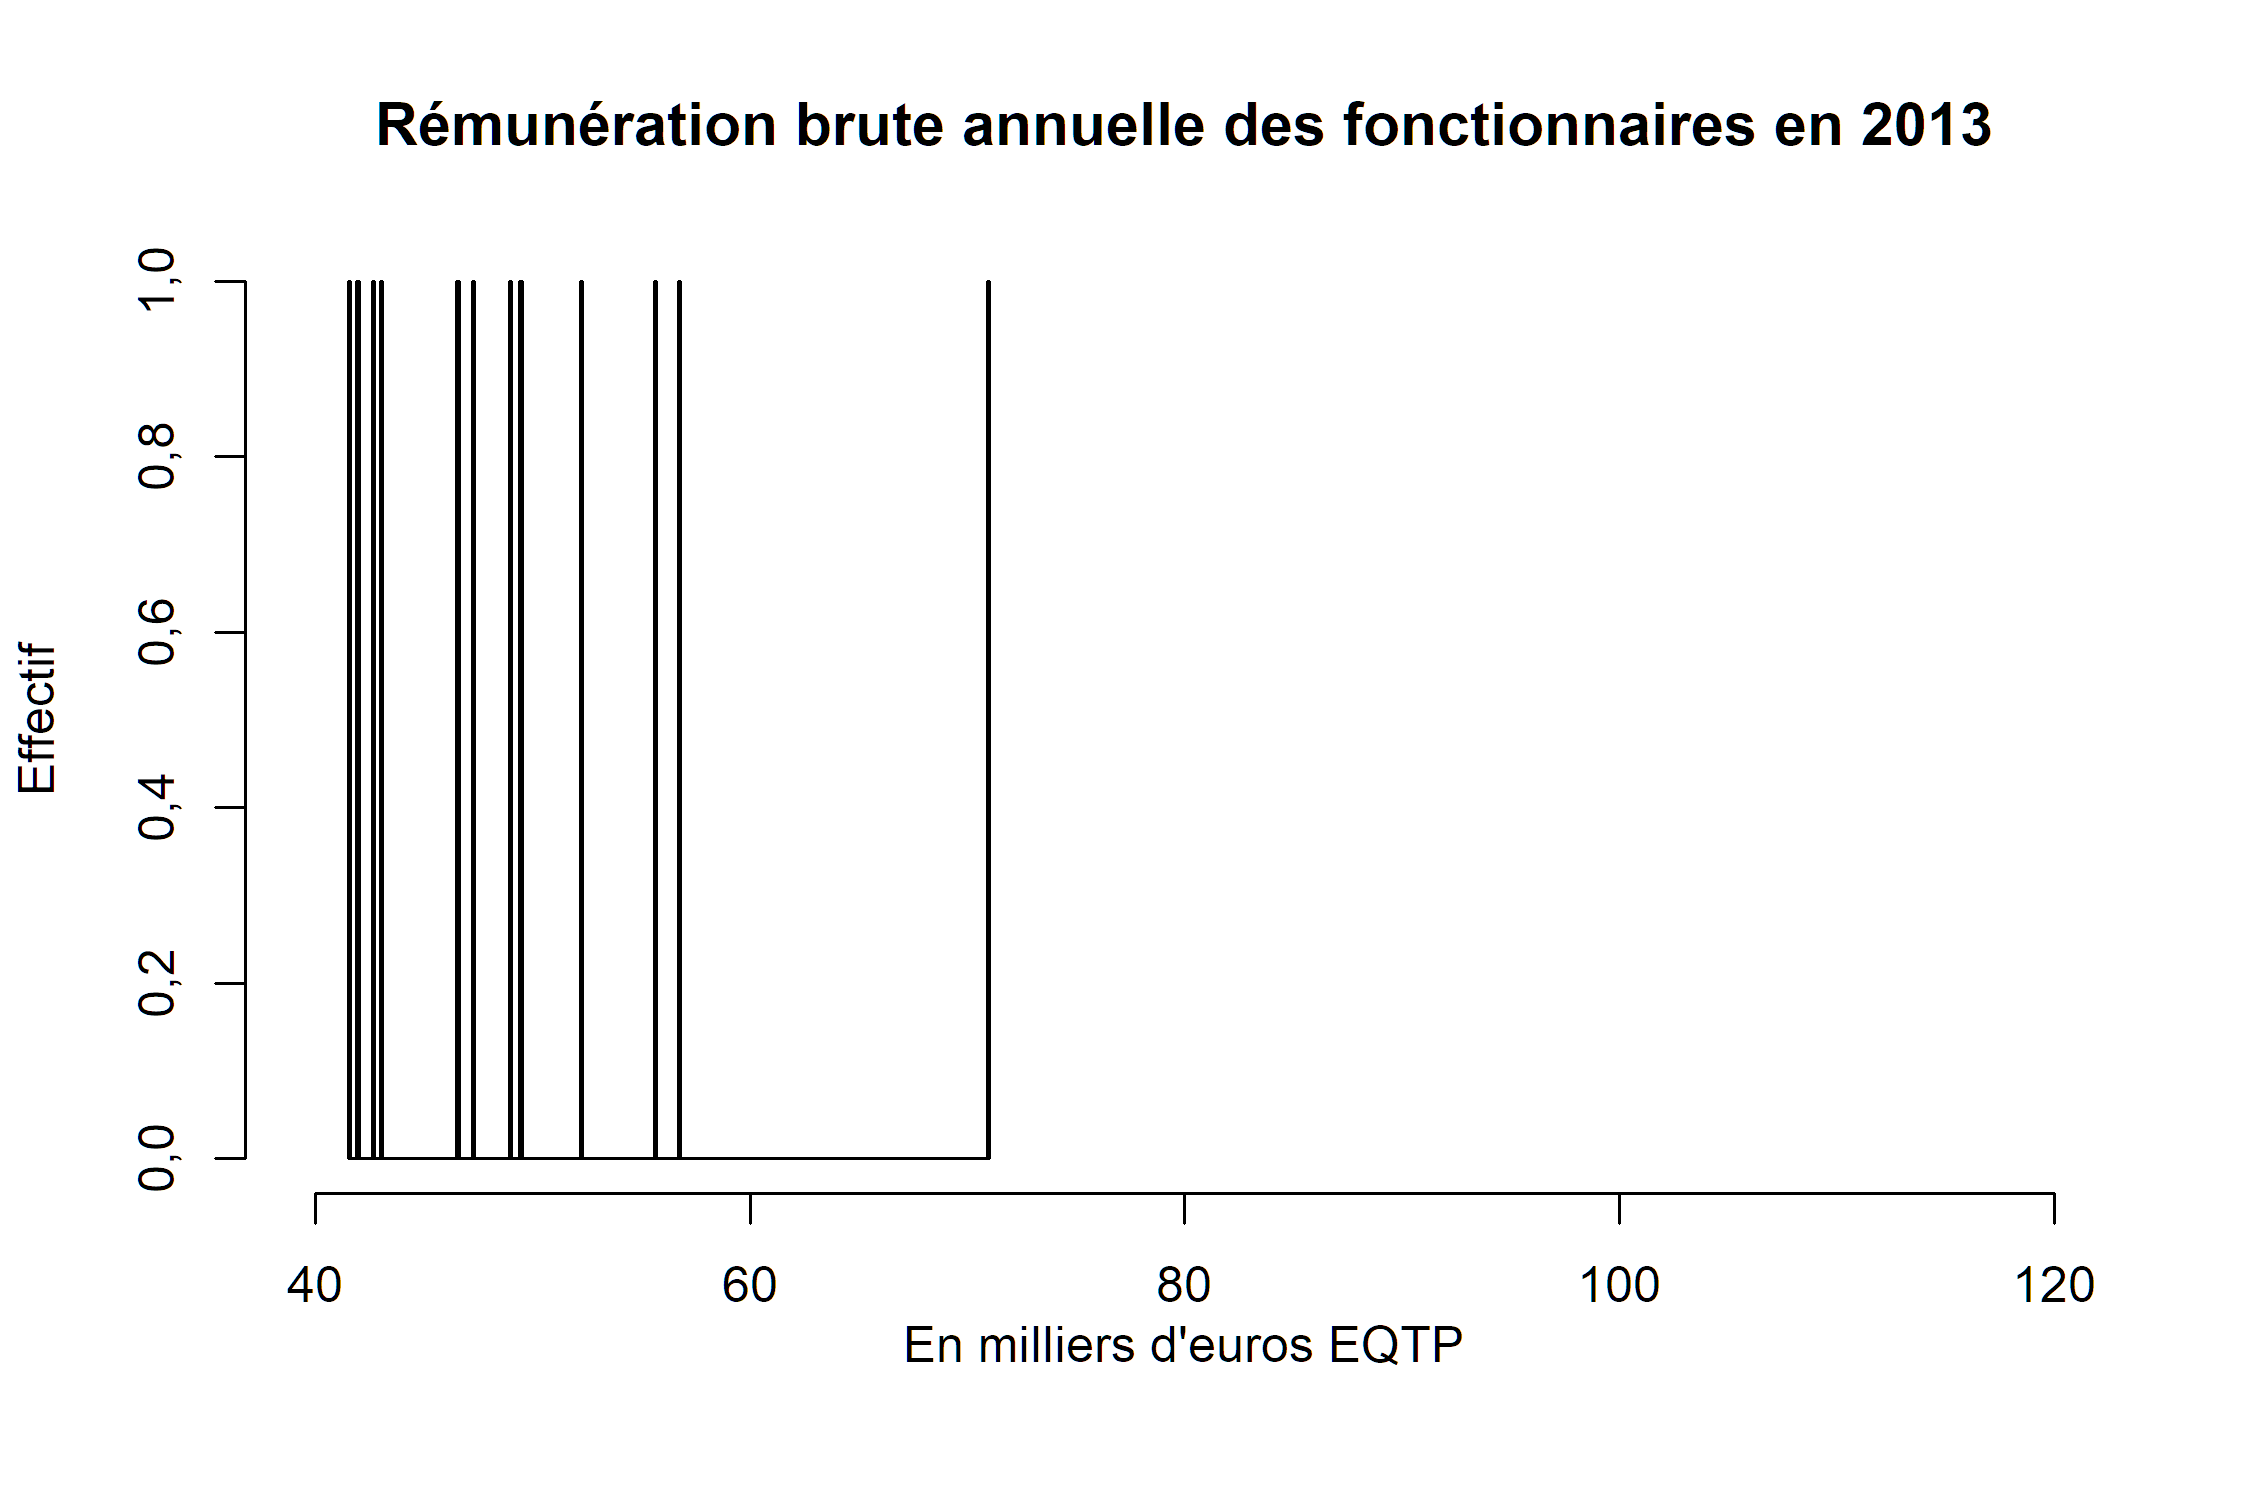 Rémunération brute annuelle des fonctionnaires en 2013
Effectif
1,0
0,8
0,6
0,4
0,2
0,0
40 60 80 100 120
En milliers d'euros EQTP